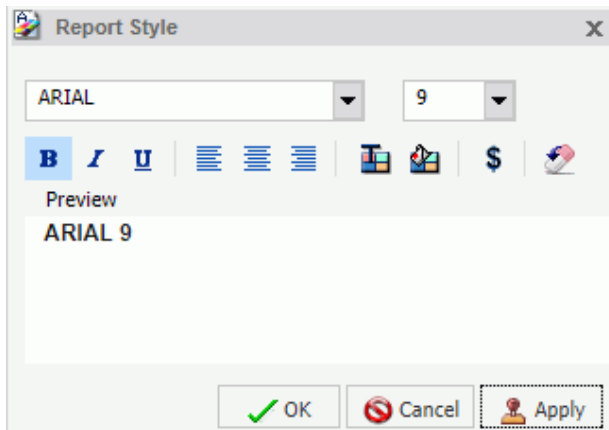 Report Style x
ARIAL 9
B I U $
Preview
ARIAL 9
OK Cancel Apply